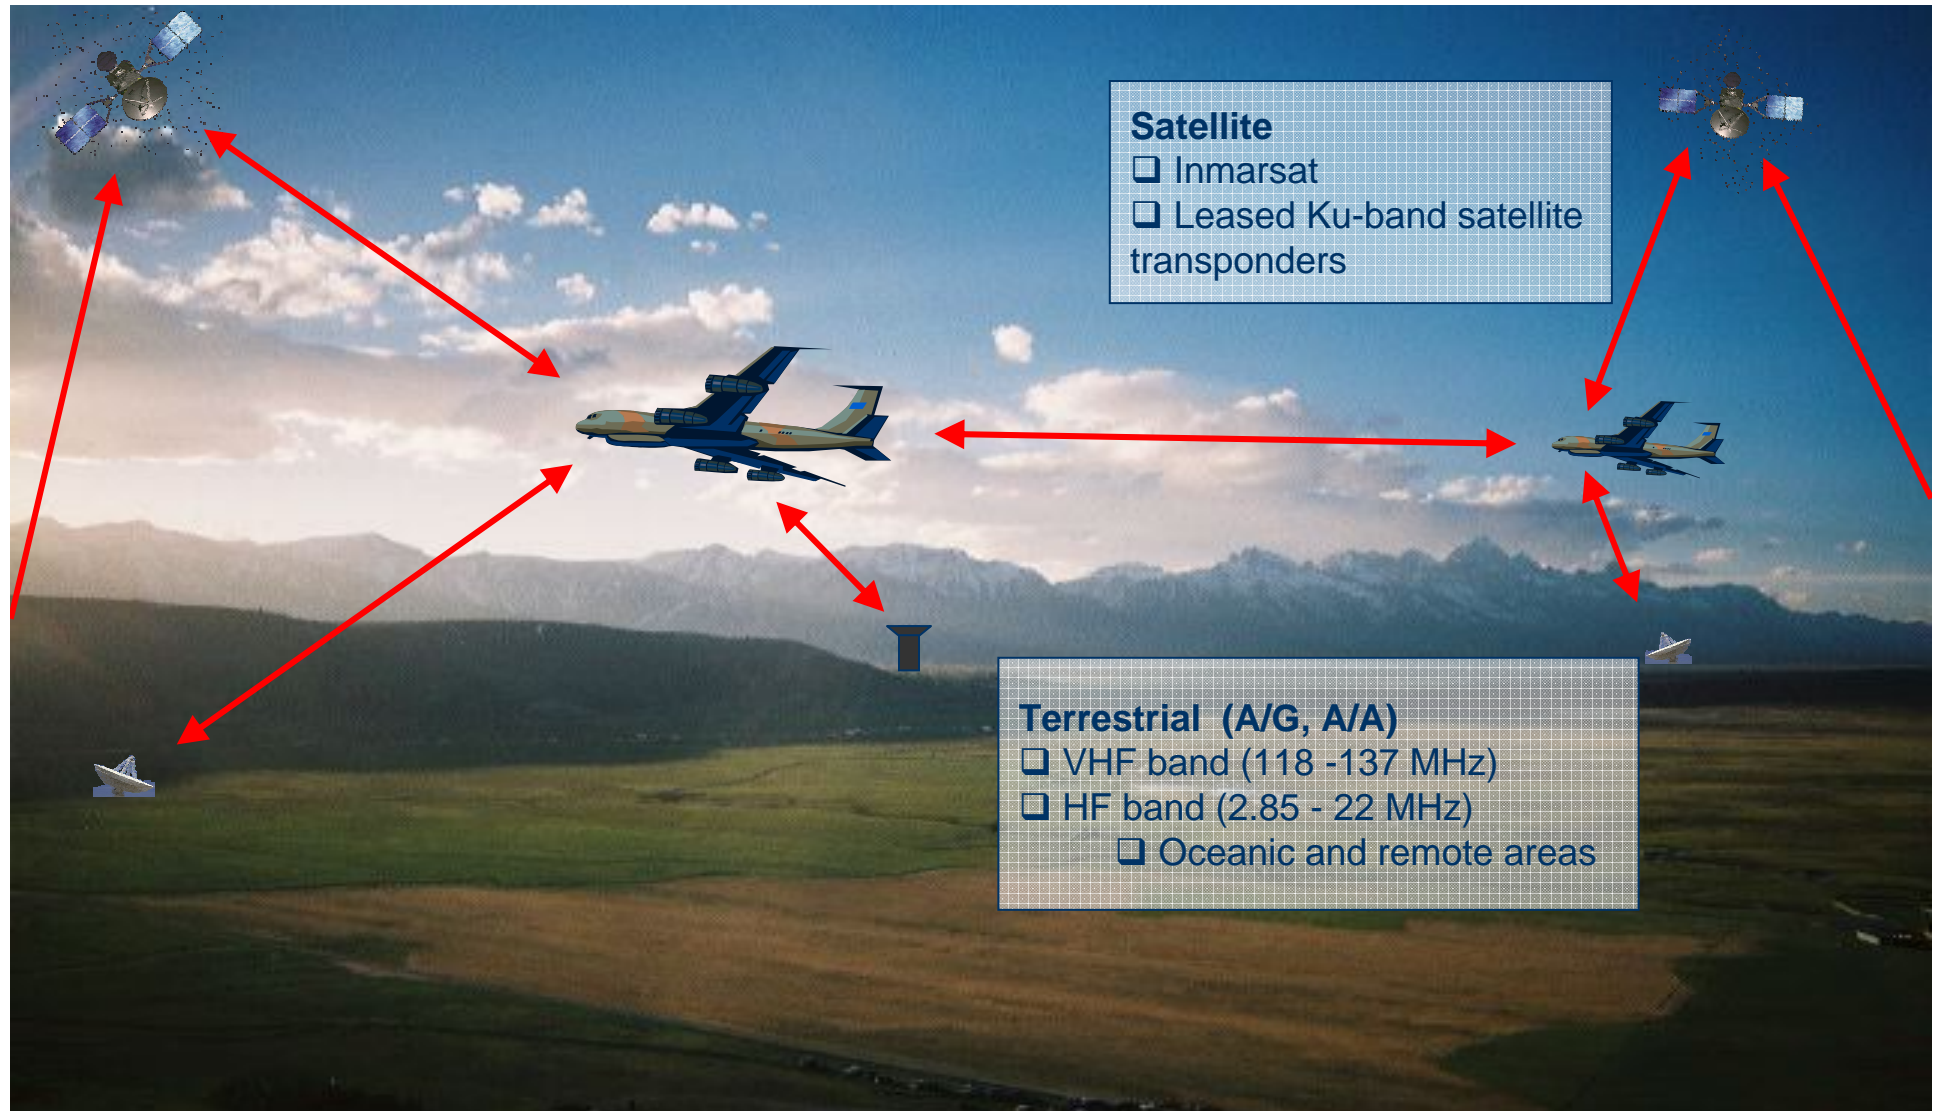 Satellite
❑ Inmarsat
❑ Leased Ku-band satellite
transponders
Terrestrial (A/G, A/A)
❑ VHF band (118 -137 MHz)
❑ HF band (2.85 - 22 MHz)
❑ Oceanic and remote areas